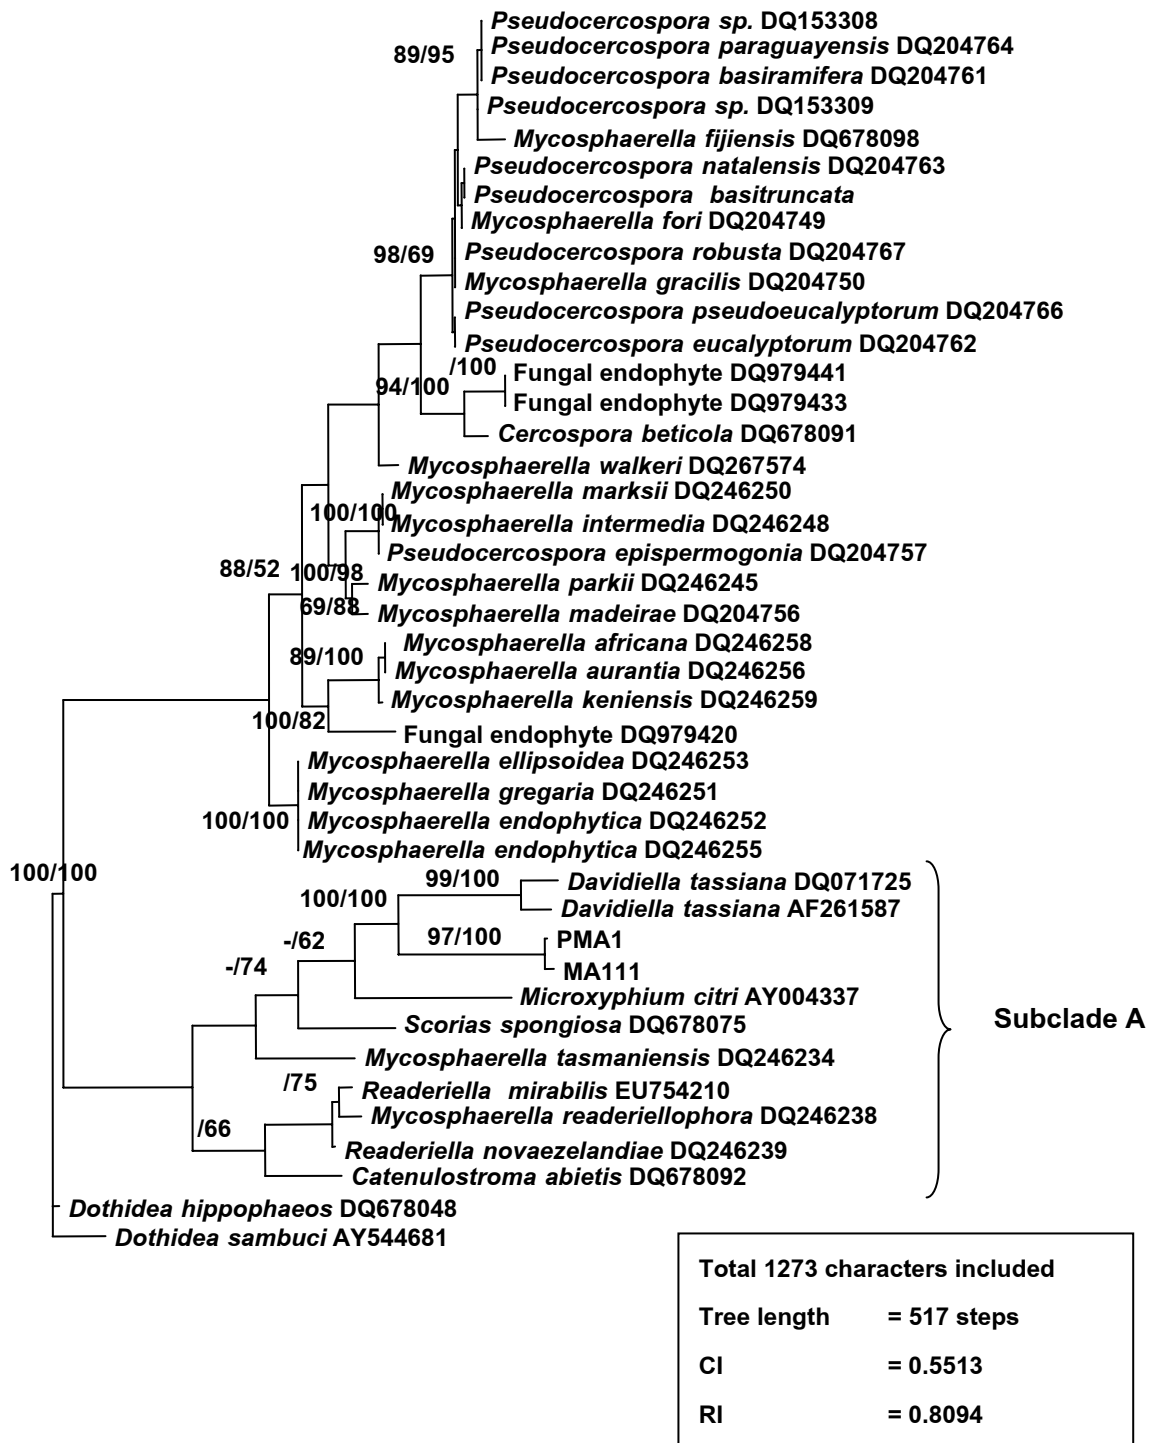 Pseudocercospora sp. DQ153308
Pseudocercospora paraguayensis DQ204764
89/95
Pseudocercospora basiramifera DQ204761
Pseudocercospora sp. DQ153309
Mycosphaerella fijiensis DQ678098
Pseudocercospora natalensis DQ204763
Pseudocercospora basitruncata
Mycosphaerella fori DQ204749
98/69
Pseudocercospora robusta DQ204767
Mycosphaerella gracilis DQ204750
Pseudocercospora pseudoeucalyptorum DQ204766
Pseudocercospora eucalyptorum DQ204762
/100
Fungal endophyte DQ979441
94/100
Fungal endophyte DQ979433
Cercospora beticola DQ678091
Mycosphaerella walkeri DQ267574
Mycosphaerella marksii DQ246250
100/100
Mycosphaerella intermedia DQ246248
Pseudocercospora epispermogonia DQ204757
88/52
100/98
Mycosphaerella parkii DQ246245
69/88
Mycosphaerella madeirae DQ204756
Mycosphaerella africana DQ246258
89/100
Mycosphaerella aurantia DQ246256
Mycosphaerella keniensis DQ246259
100/82
Fungal endophyte DQ979420
Mycosphaerella ellipsoidea DQ246253
Mycosphaerella gregaria DQ246251
100/100
Mycosphaerella endophytica DQ246252
Mycosphaerella endophytica DQ246255
100/100
99/100
Davidiella tassiana DQ071725
100/100
Davidiella tassiana AF261587
97/100
PMA1
-/62
MA111
-/74
Microxyphium citri AY004337
Scorias spongiosa DQ678075
Subclade A
Mycosphaerella tasmaniensis DQ246234
/75
Readeriella mirabilis EU754210
Mycosphaerella readeriellophora DQ246238
/66
Readeriella novaezelandiae DQ246239
Catenulostroma abietis DQ678092
Dothidea hippophaeos DQ678048
Dothidea sambuci AY544681
Total 1273 characters included
Tree length = 517 steps
CI = 0.5513
RI = 0.8094